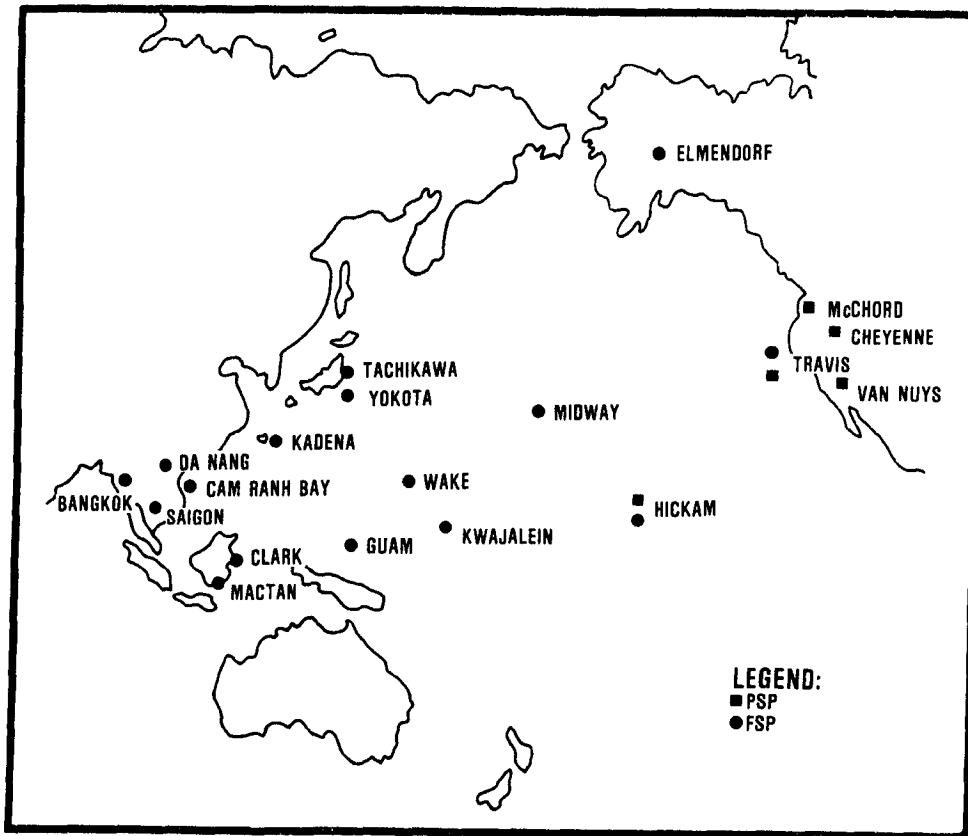 ELMENDORF
McCHORD
CHEYENNE
TRAVIS
VAN NUYS
TACHIKAWA
YOKOTA
MIDWAY
KADENA
DA NANG
CAM RANH BAY
WAKE
BANGKOK
SAIGON
HICKAM
KWAJALEIN
GUAM
CLARK
MACTAN
LEGEND:
PSP
FSP